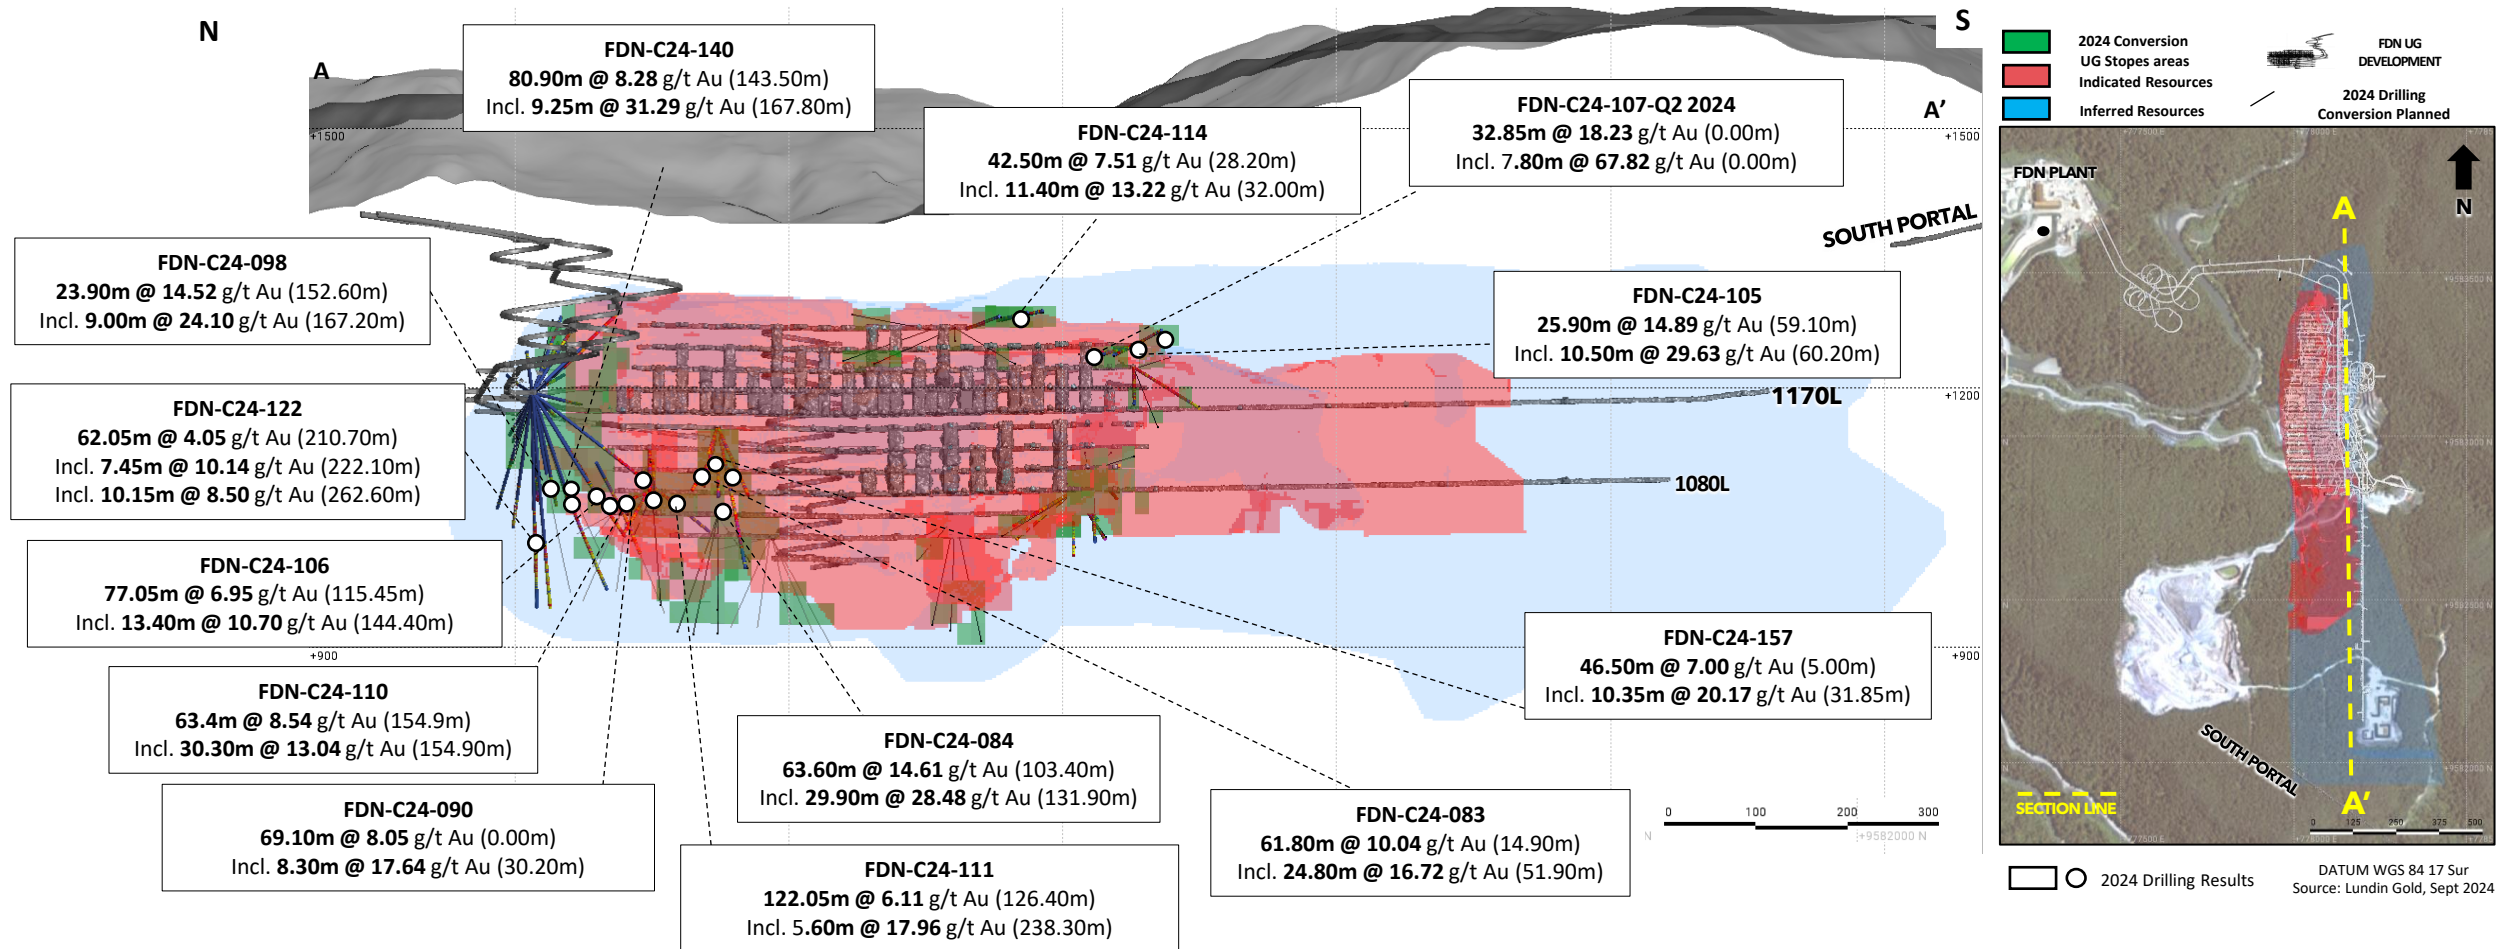 N
S
A
A'
FDN-C24-140
80.90m @ 8.28 g/t Au (143.50m)
Incl. 9.25m @ 31.29 g/t Au (167.80m)
FDN-C24-114
42.50m @ 7.51 g/t Au (28.20m)
Incl. 11.40m @ 13.22 g/t Au (32.00m)
FDN-C24-107-Q2 2024
32.85m @ 18.23 g/t Au (0.00m)
Incl. 7.80m @ 67.82 g/t Au (0.00m)
+1500
+1500
SOUTH PORTAL
FDN-C24-098
23.90m @ 14.52 g/t Au (152.60m)
Incl. 9.00m @ 24.10 g/t Au (167.20m)
FDN-C24-105
25.90m @ 14.89 g/t Au (59.10m)
Incl. 10.50m @ 29.63 g/t Au (60.20m)
FDN-C24-122
62.05m @ 4.05 g/t Au (210.70m)
Incl. 7.45m @ 10.14 g/t Au (222.10m)
Incl. 10.15m @ 8.50 g/t Au (262.60m)
1170L
+1200
1080L
FDN-C24-106
77.05m @ 6.95 g/t Au (115.45m)
Incl. 13.40m @ 10.70 g/t Au (144.40m)
FDN-C24-157
46.50m @ 7.00 g/t Au (5.00m)
Incl. 10.35m @ 20.17 g/t Au (31.85m)
+900
+900
FDN-C24-110
63.4m @ 8.54 g/t Au (154.9m)
Incl. 30.30m @ 13.04 g/t Au (154.90m)
FDN-C24-084
63.60m @ 14.61 g/t Au (103.40m)
Incl. 29.90m @ 28.48 g/t Au (131.90m)
FDN-C24-090
69.10m @ 8.05 g/t Au (0.00m)
Incl. 8.30m @ 17.64 g/t Au (30.20m)
FDN-C24-083
61.80m @ 10.04 g/t Au (14.90m)
Incl. 24.80m @ 16.72 g/t Au (51.90m)
FDN-C24-111
122.05m @ 6.11 g/t Au (126.40m)
Incl. 5.60m @ 17.96 g/t Au (238.30m)
0 100 200 300
N
+9582000 N
2024 Conversion
UG Stopes areas
Indicated Resources
Inferred Resources
FDN UG
DEVELOPMENT
2024 Drilling
Conversion Planned
+777500 E
+778000 E
FDN PLANT
A
N
+9583500 N
+9583000 N
+9582500 N
+9582000 N
SOUTH PORTAL
SECTION LINE
A'
0 125 250 375 500
+777500 E
+778000 E
2024 Drilling Results
DATUM WGS 84 17 Sur
Source: Lundin Gold, Sept 2024